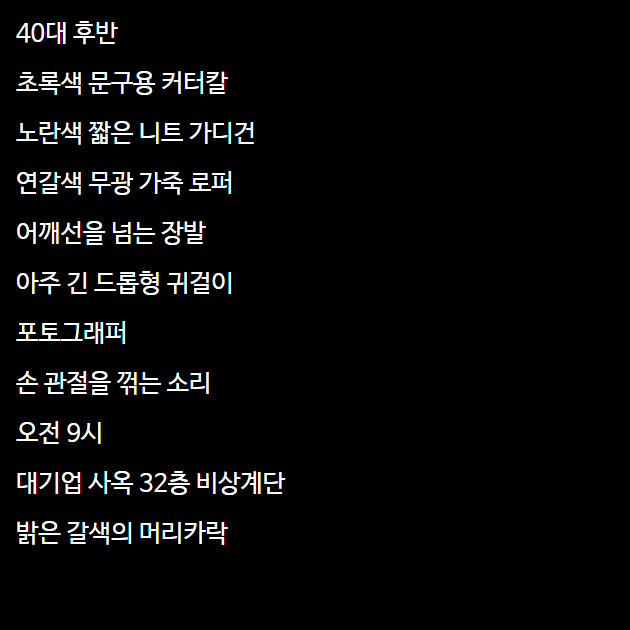 40대 후반
초록색 문구용 커터칼
노란색 짧은 니트 가디건
연갈색 무광 가죽 로퍼
어깨선을 넘는 장발
아주 긴 드롭형 귀걸이
포토그래퍼
손 관절을 꺾는 소리
오전 9시
대기업 사옥 32층 비상계단
밝은 갈색의 머리카락